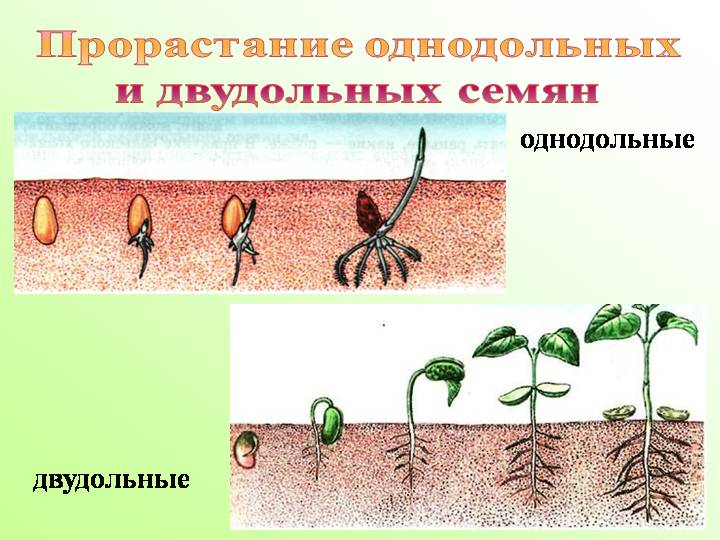 Прорастание однодольных
и двудольных семян
однодольные
двудольные